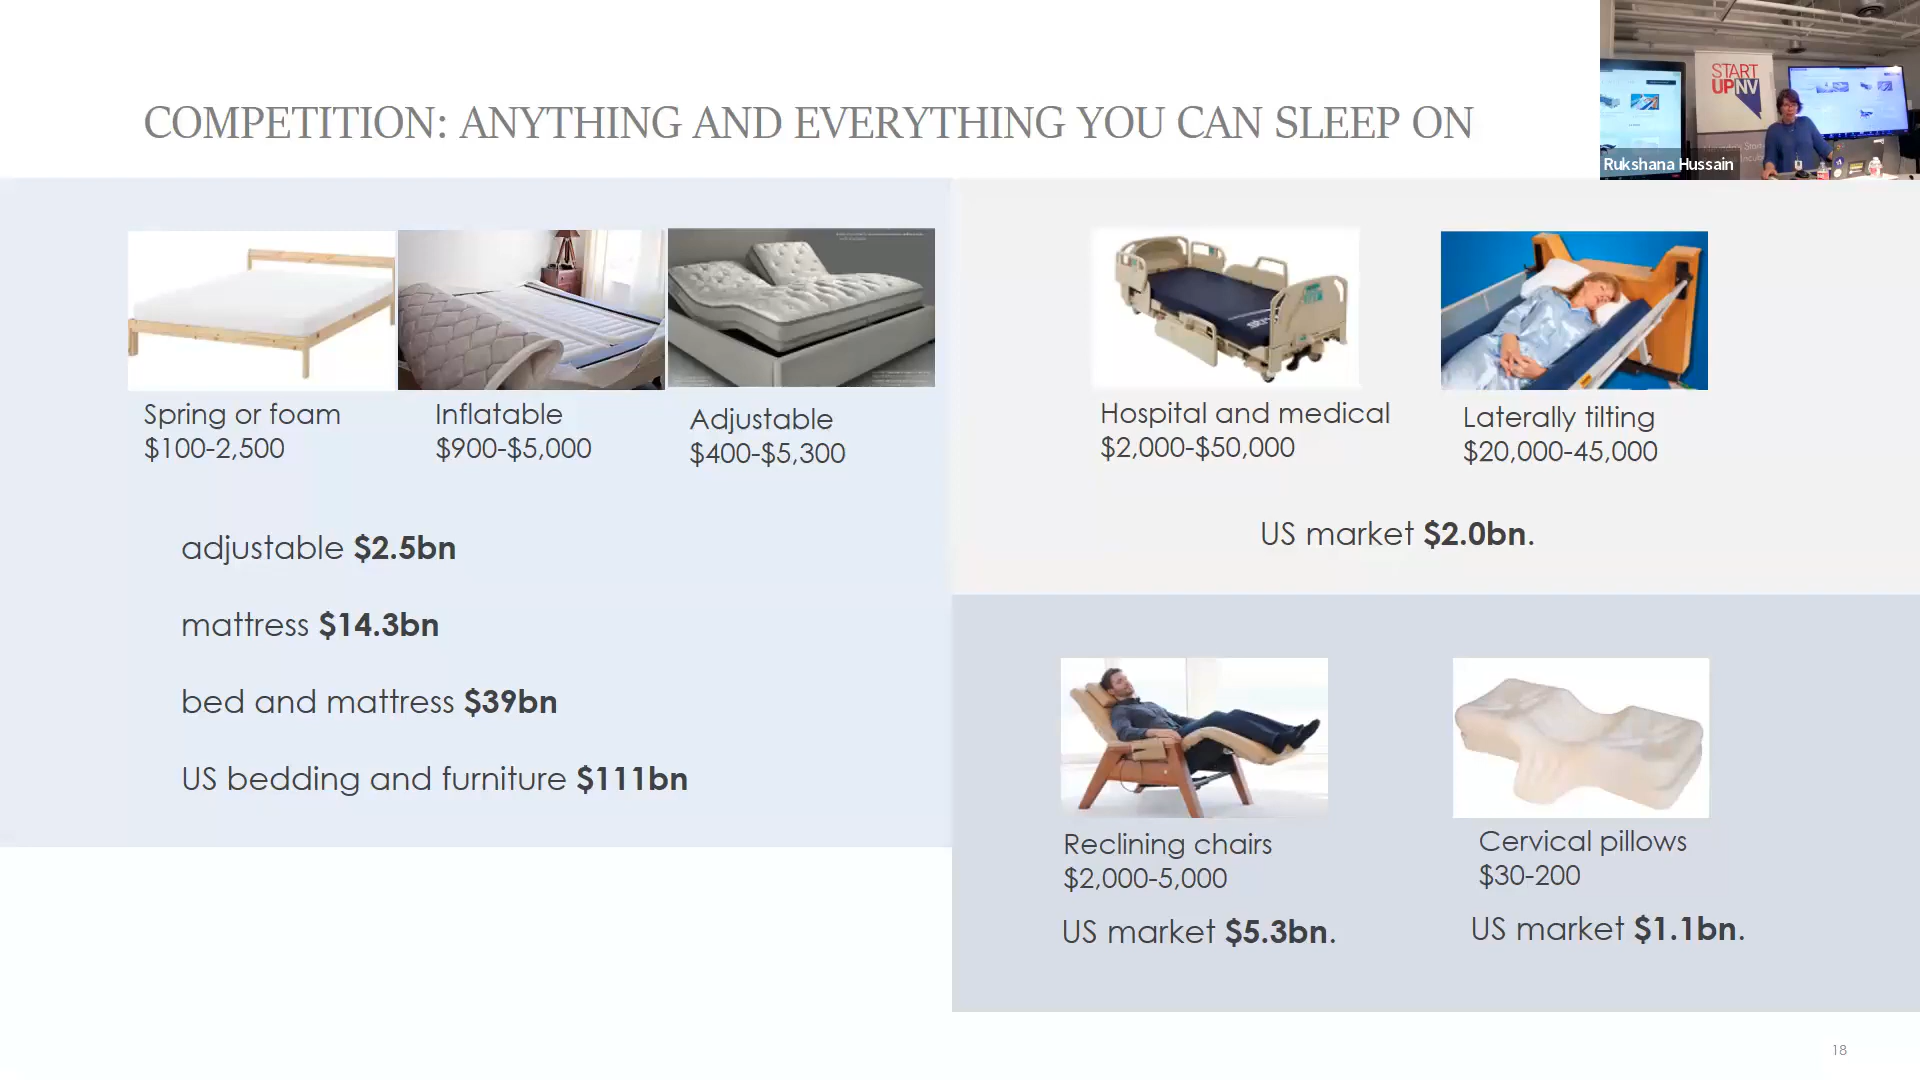 COMPETITION: ANYTHING AND EVERYTHING YOU CAN SLEEP ON
START
UPNV
Rukshana Hussain
Spring or foam
$100-2,500
Inflatable
$900-$5,000
Adjustable
$400-$5,300
adjustable $2.5bn
mattress $14.3bn
bed and mattress $39bn
US bedding and furniture $111bn
Hospital and medical
$2,000-$50,000
Laterally tilting
$20,000-45,000
US market $2.0bn.
Reclining chairs
$2,000-5,000
US market $5.3bn.
Cervical pillows
$30-200
US market $1.1bn.
18